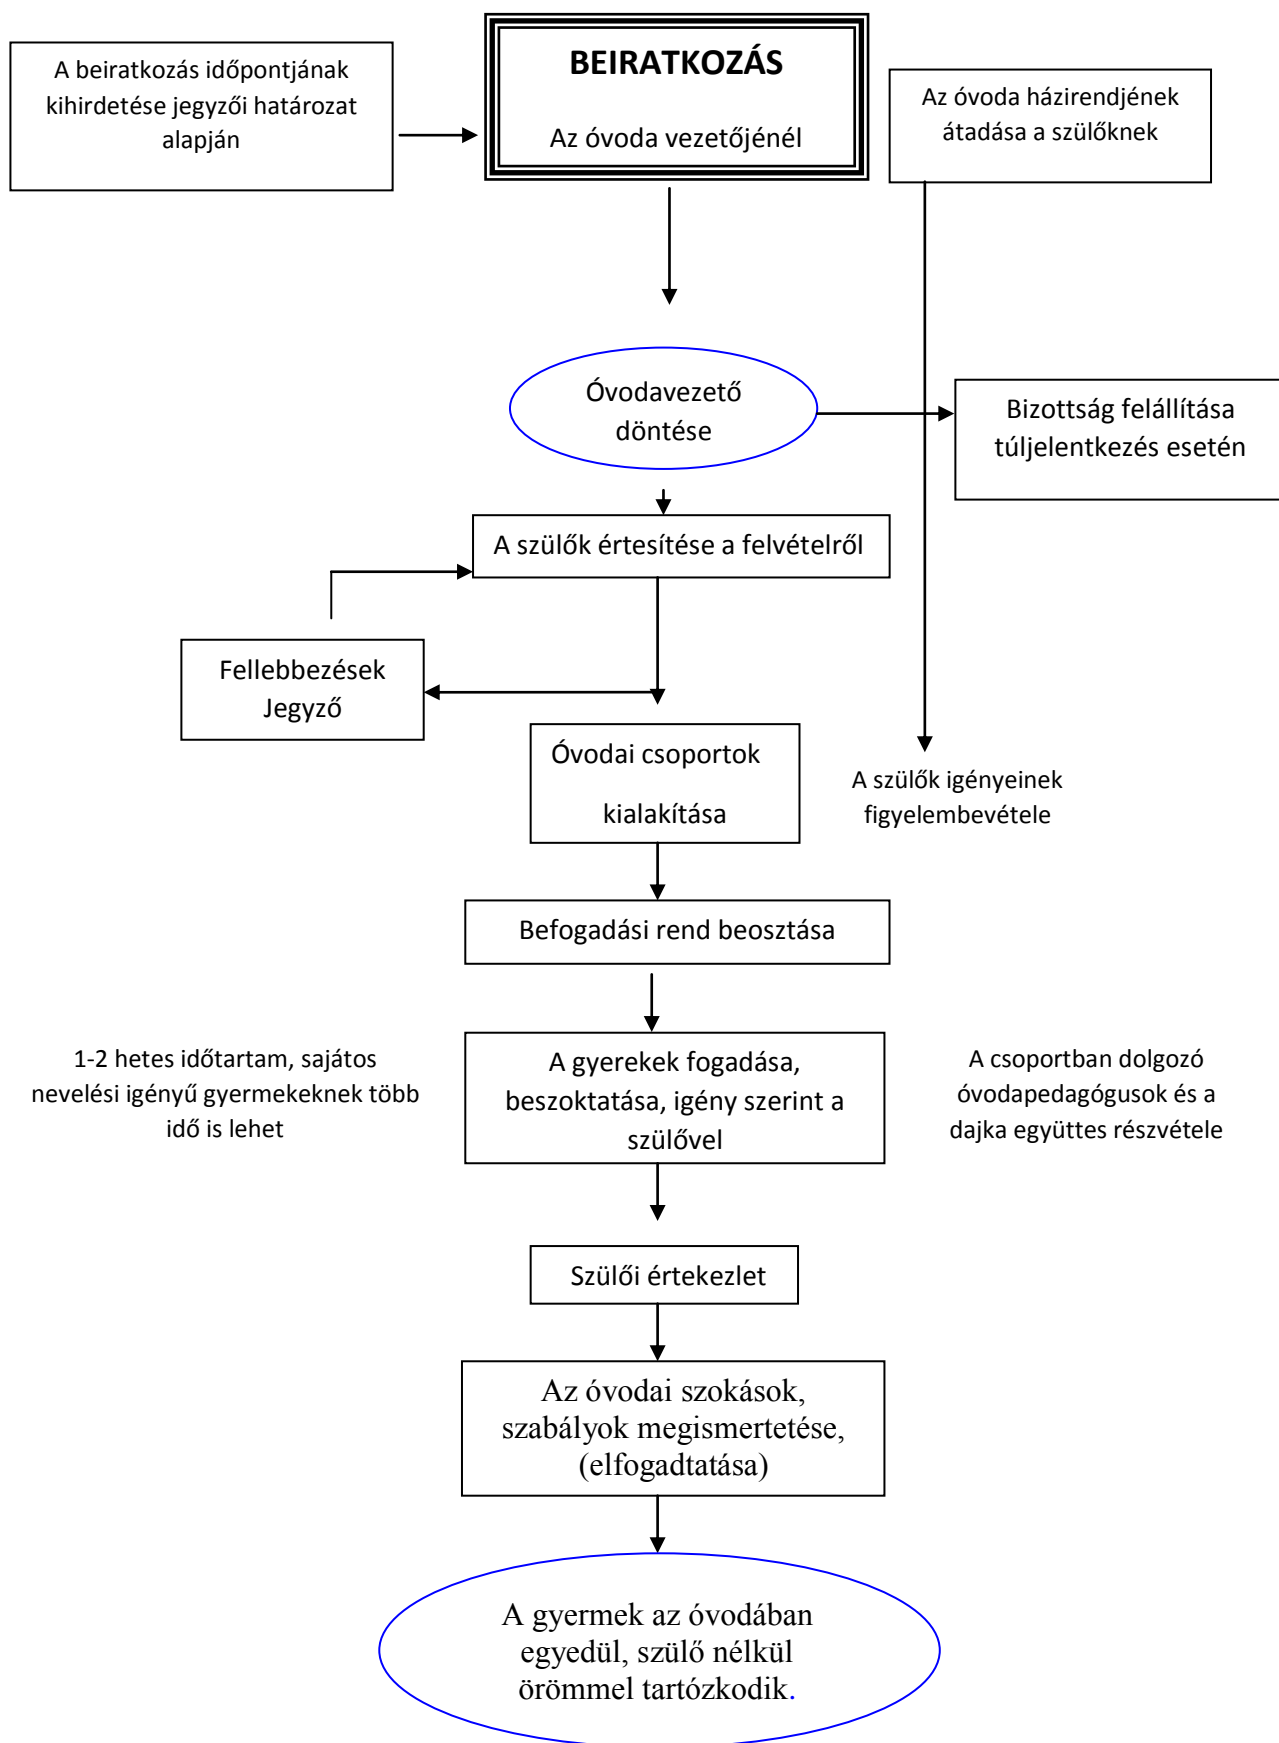 A beiratkozás időpontjának
kihirdetése jegyzői határozat
alapján
BEIRATKOZÁS
Az óvoda vezetőjénél
Az óvoda házirendjének
átadása a szülőknek
Óvodavezető
döntése
Bizottság felállítása
túljelentkezés esetén
A szülők értesítése a felvételről
Fellebbezések
Jegyző
Óvodai csoportok
kialakítása
A szülők igényeinek
figyelembevétele
Befogadási rend beosztása
1-2 hetes időtartam, sajátos
nevelési igényű gyermekeknek több
idő is lehet
A gyerekek fogadása,
beszoktatása, igény szerint a
szülővel
A csoportban dolgozó
óvodapedagógusok és a
dajka együttes részvétele
Szülői értekezlet
Az óvodai szokások,
szabályok megismertetése,
(elfogadtatása)
A gyermek az óvodában
egyedül, szülő nélkül
örömmel tartózkodik.